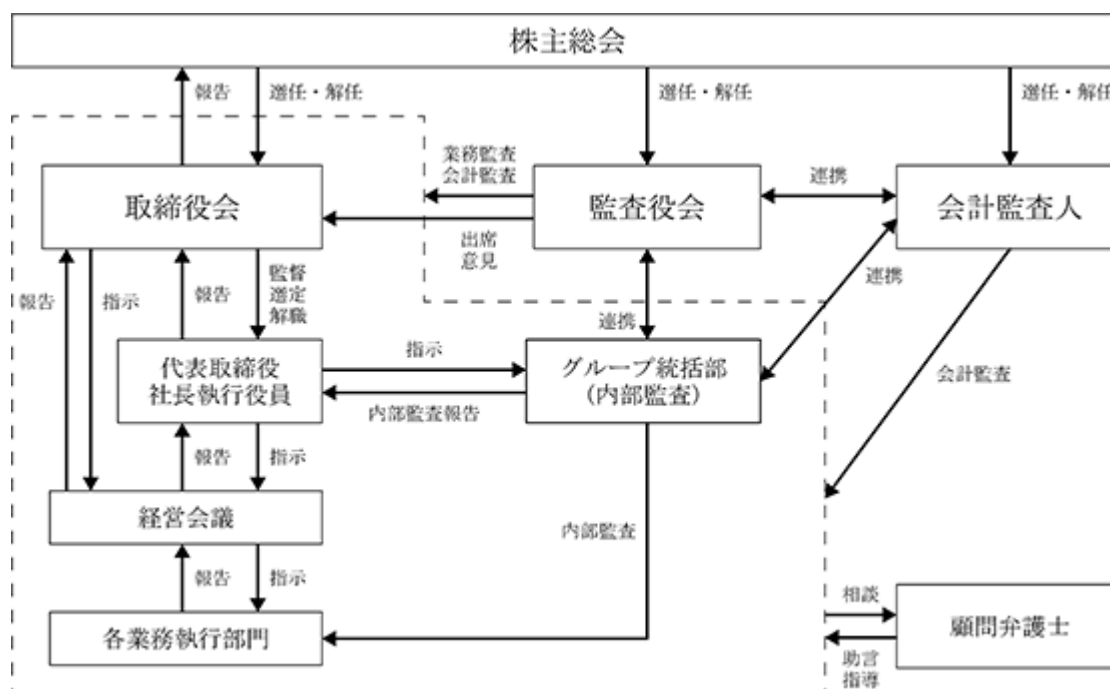 株主総会
報告
選任・解任
選任・解任
選任・解任
業務監査
会計監査
取締役会
監査役会
連携
会計監査人
出席
意見
報告
指示
報告
監督
選定
解職
連携
連携
代表取締役
社長執行役員
指示
内部監査報告
グループ統括部
(内部監査)
会計監査
報告
指示
経営会議
内部監査
報告
指示
各業務執行部門
相談
顧問弁護士
助言
指導